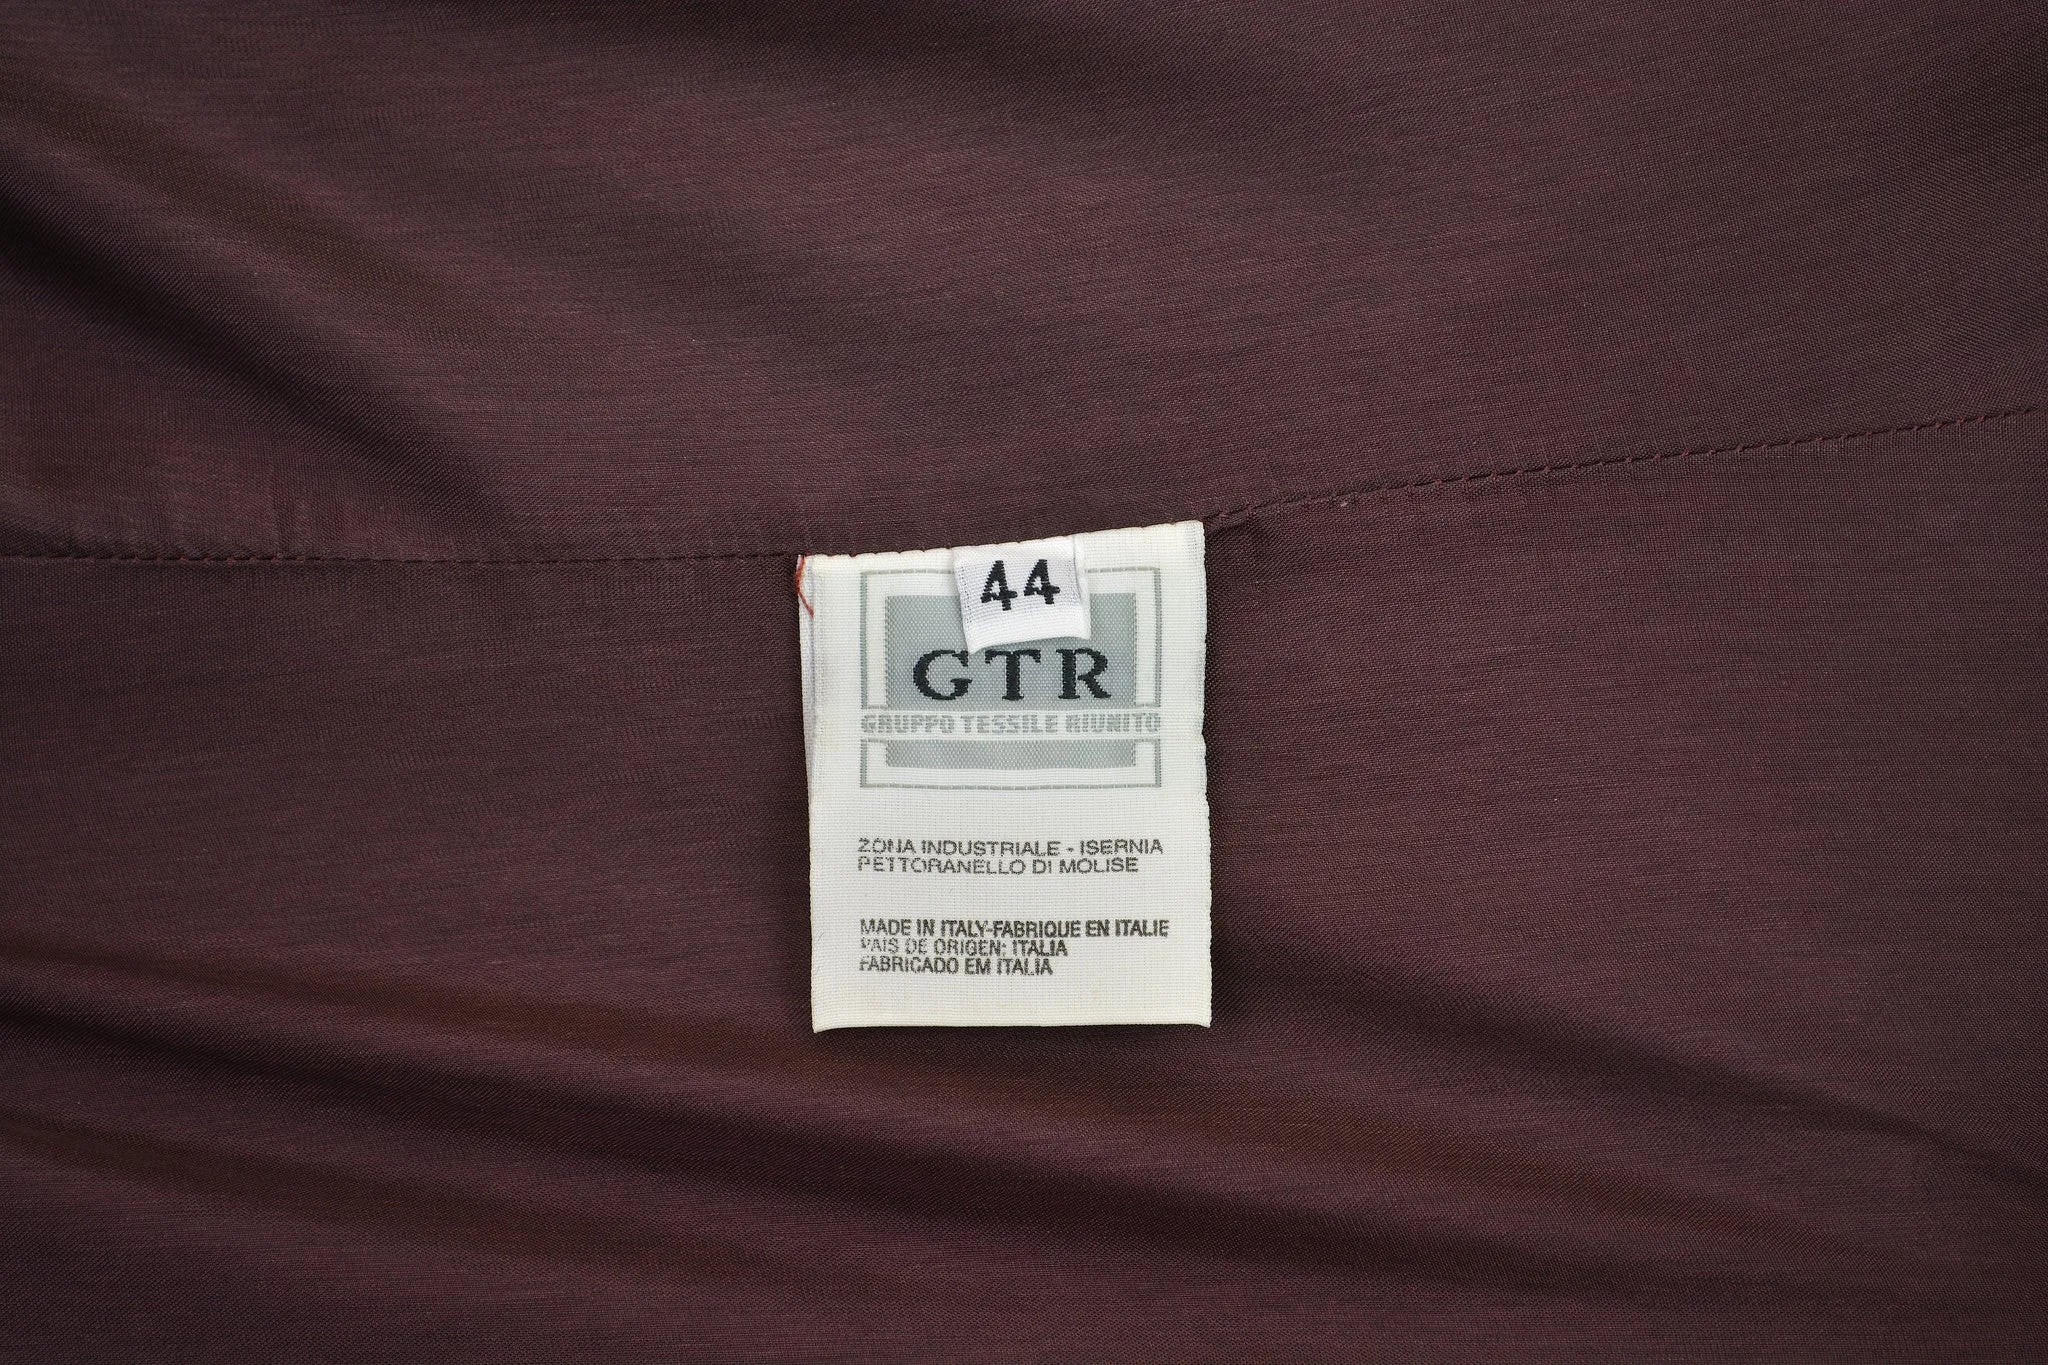 44
GTR
GRUPPO TESSILE RIUNITO
ZONA INDUSTRIALE - ISERNIA
PETTORANELLO DI MOLISE
MADE IN ITALY-FABRIQUE EN ITALIE
PAIS DE ORIGEN: ITALIA
FABRICADO EM ITALIA